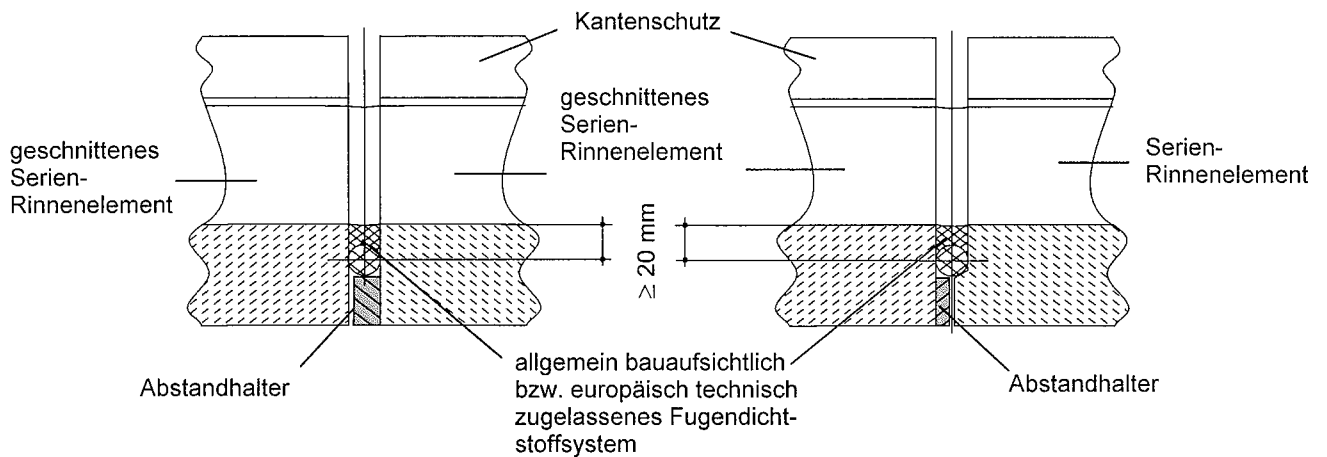 Kantenschutz
geschnittenes
Serien-
Rinnenelement
geschnittenes
Serien-
Rinnenelement
Serien-
Rinnenelement
≥ 20 mm
Abstandhalter
allgemein bauaufsichtlich
bzw. europäisch technisch
zugelassenes Fugendicht-
stoffsystem
Abstandhalter